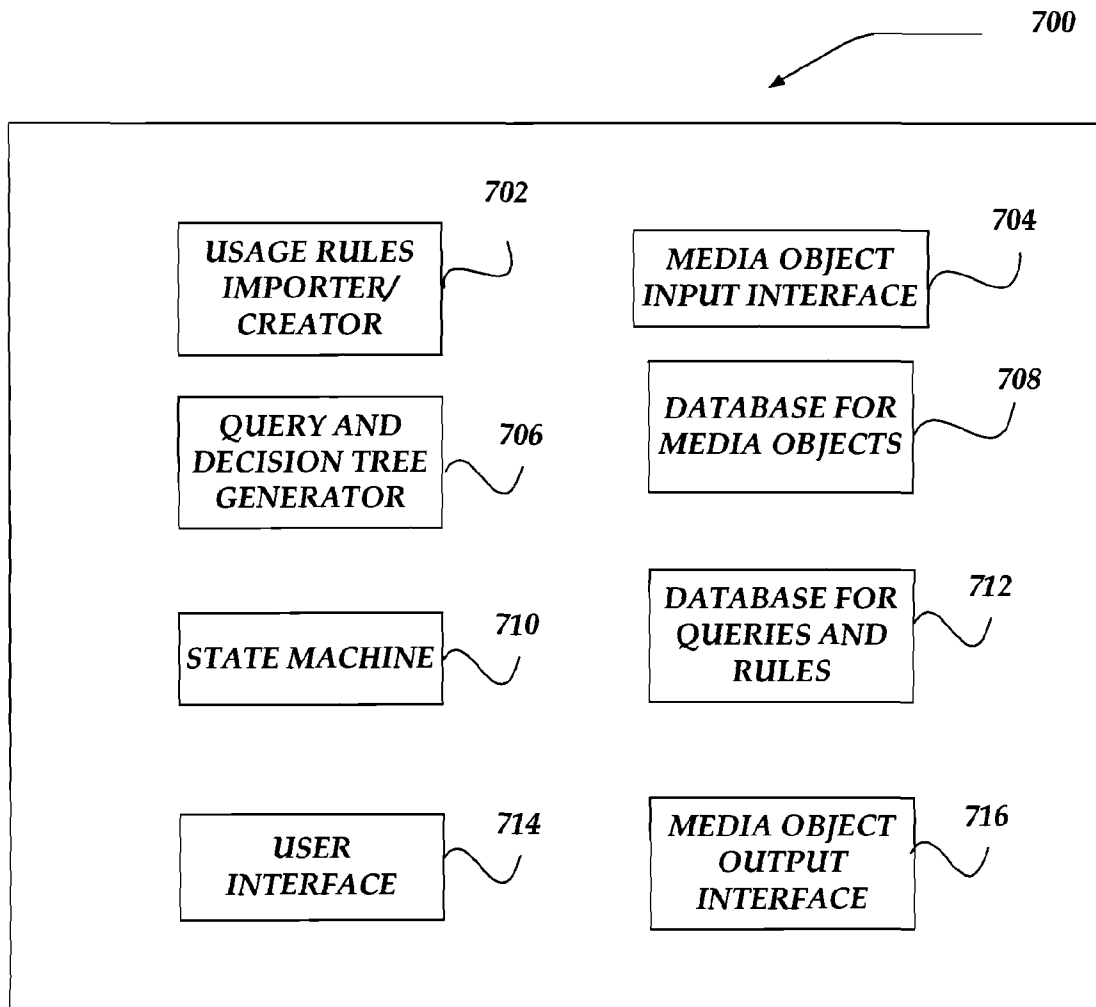 700
702
USAGE RULES
IMPORTER/
CREATOR
704
MEDIA OBJECT
INPUT INTERFACE
706
QUERY AND
DECISION TREE
GENERATOR
708
DATABASE FOR
MEDIA OBJECTS
710
STATE MACHINE
712
DATABASE FOR
QUERIES AND
RULES
714
USER
INTERFACE
716
MEDIA OBJECT
OUTPUT
INTERFACE